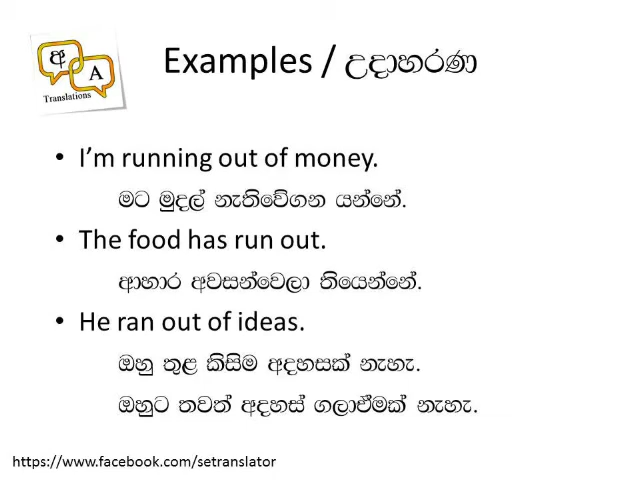 අ
A
Translations
Examples / උදාහරණ
• I’m running out of money.
මට මුදල් නැතිවේගන යන්නේ.
• The food has run out.
ආහාර අවසන්වෙලා තියෙන්නේ.
• He ran out of ideas.
ඔහු තුළ කිසිම අදහසක් නැහැ.
ඔහුට තවත් අදහස් ගලාඒමක් නැහැ.
https://www.facebook.com/setranslator